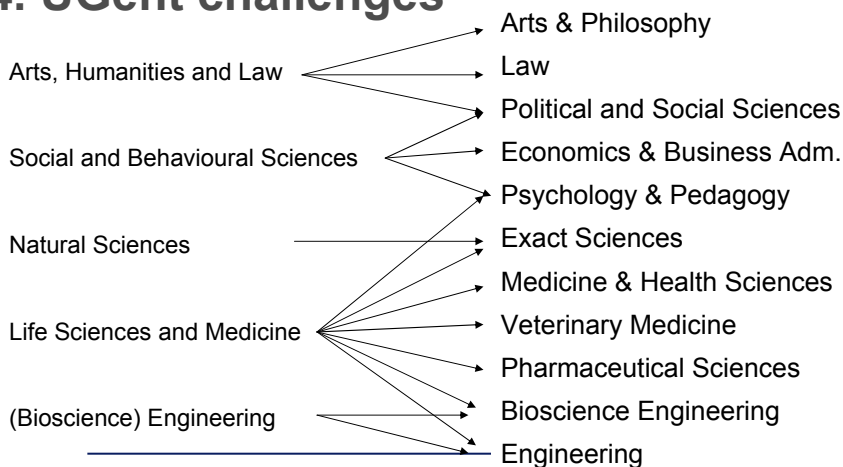 4. UGent challenges
Arts & Philosophy
Arts, Humanities and Law
Law
Political and Social Sciences
Social and Behavioural Sciences
Economics & Business Adm.
Psychology & Pedagogy
Natural Sciences
Exact Sciences
Medicine & Health Sciences
Life Sciences and Medicine
Veterinary Medicine
Pharmaceutical Sciences
(Bioscience) Engineering
Bioscience Engineering
Engineering